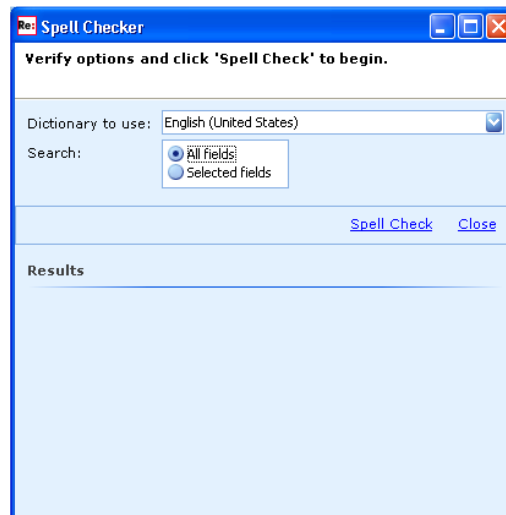 Re: Spell Checker
Verify options and click 'Spell Check' to begin.
Dictionary to use: English (United States)
Search: All fields
Selected fields
Spell Check Close
Results